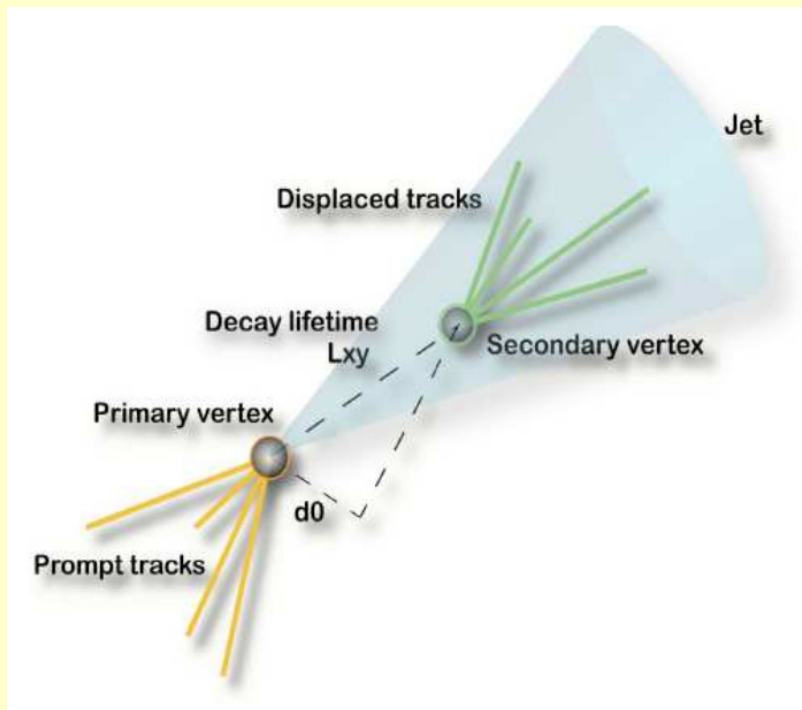 Jet
Displaced tracks
Decay lifetime
Lxy
Secondary vertex
Primary vertex
d0
Prompt tracks